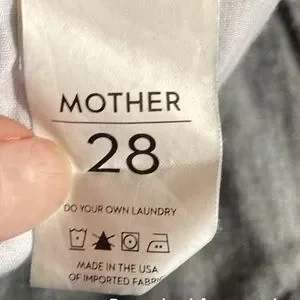 MOTHER
28
DO YOUR OWN LAUNDRY
MADE IN THE USA
OF IMPORTED FABRIC